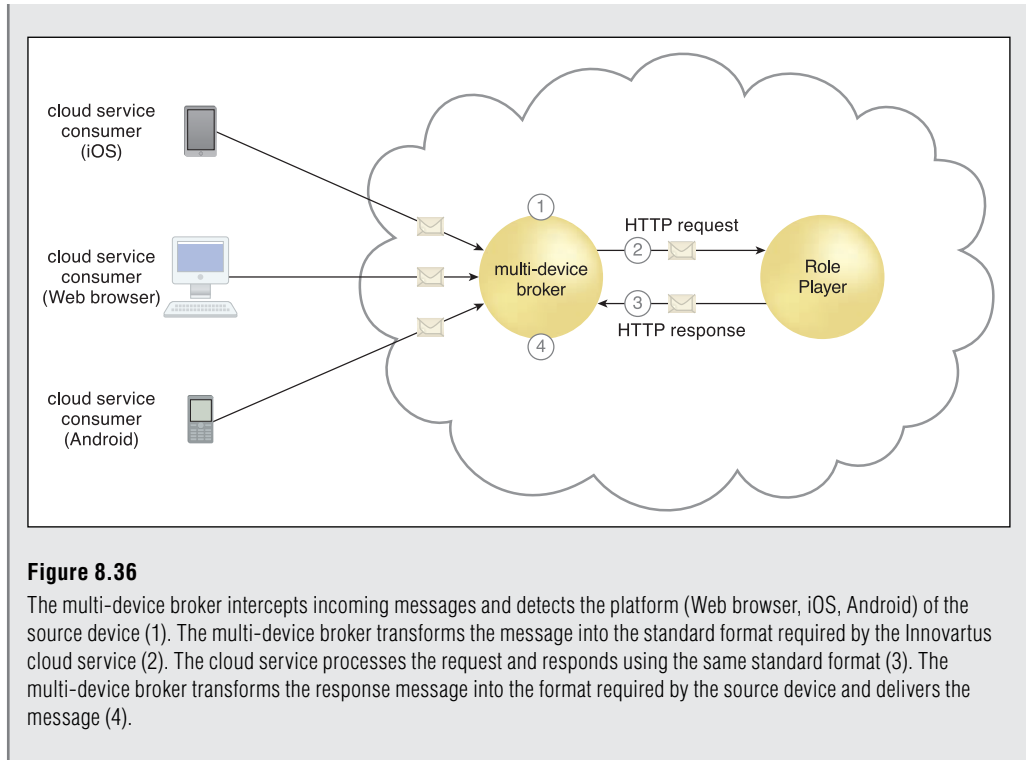 cloud service
consumer
(iOS)
cloud service
consumer
(Web browser)
cloud service
consumer
(Android)
1
multi-device
broker
4
HTTP request
2
3
HTTP response
Role
Player
Figure 8.36
The multi-device broker intercepts incoming messages and detects the platform (Web browser, iOS, Android) of the
source device (1). The multi-device broker transforms the message into the standard format required by the Innovartus
cloud service (2). The cloud service processes the request and responds using the same standard format (3). The
multi-device broker transforms the response message into the format required by the source device and delivers the
message (4).